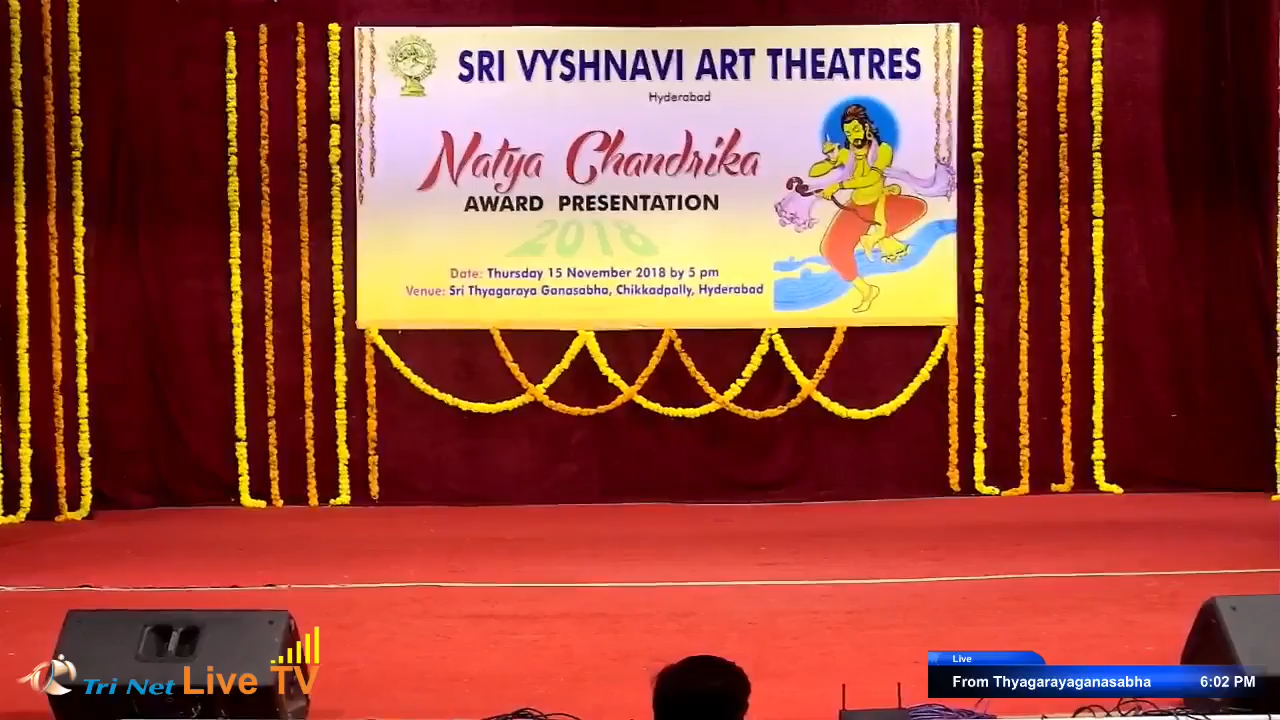 SRI VYSHNAVI ART THEATRES
Hyderabad
Natya Chandrika
AWARD PRESENTATION
2018
Date: Thursday 15 November 2018 by 5 pm
Venue: Sri Thyagaraya Ganasabha, Chikkadpally, Hyderabad
Tri Net Live TV
Live
From Thyagarayaganasabha 6:02 PM